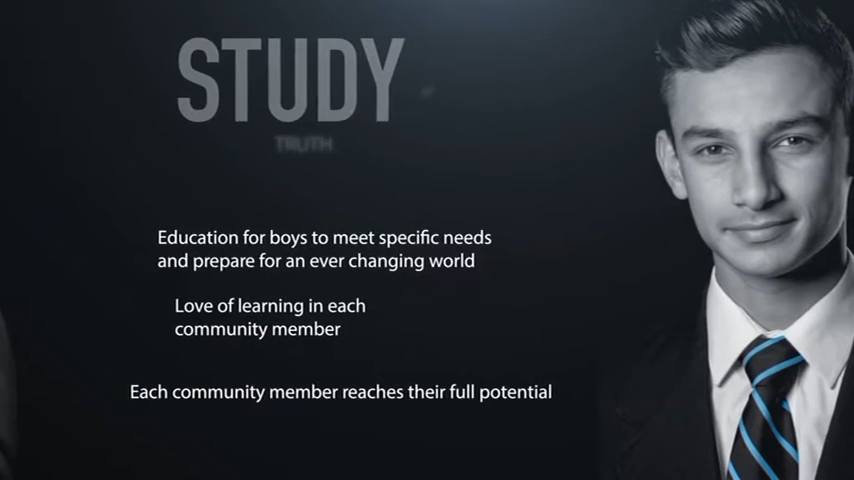 STUDY
TRUTH
Education for boys to meet specific needs
and prepare for an ever changing world
Love of learning in each
community member
Each community member reaches their full potential